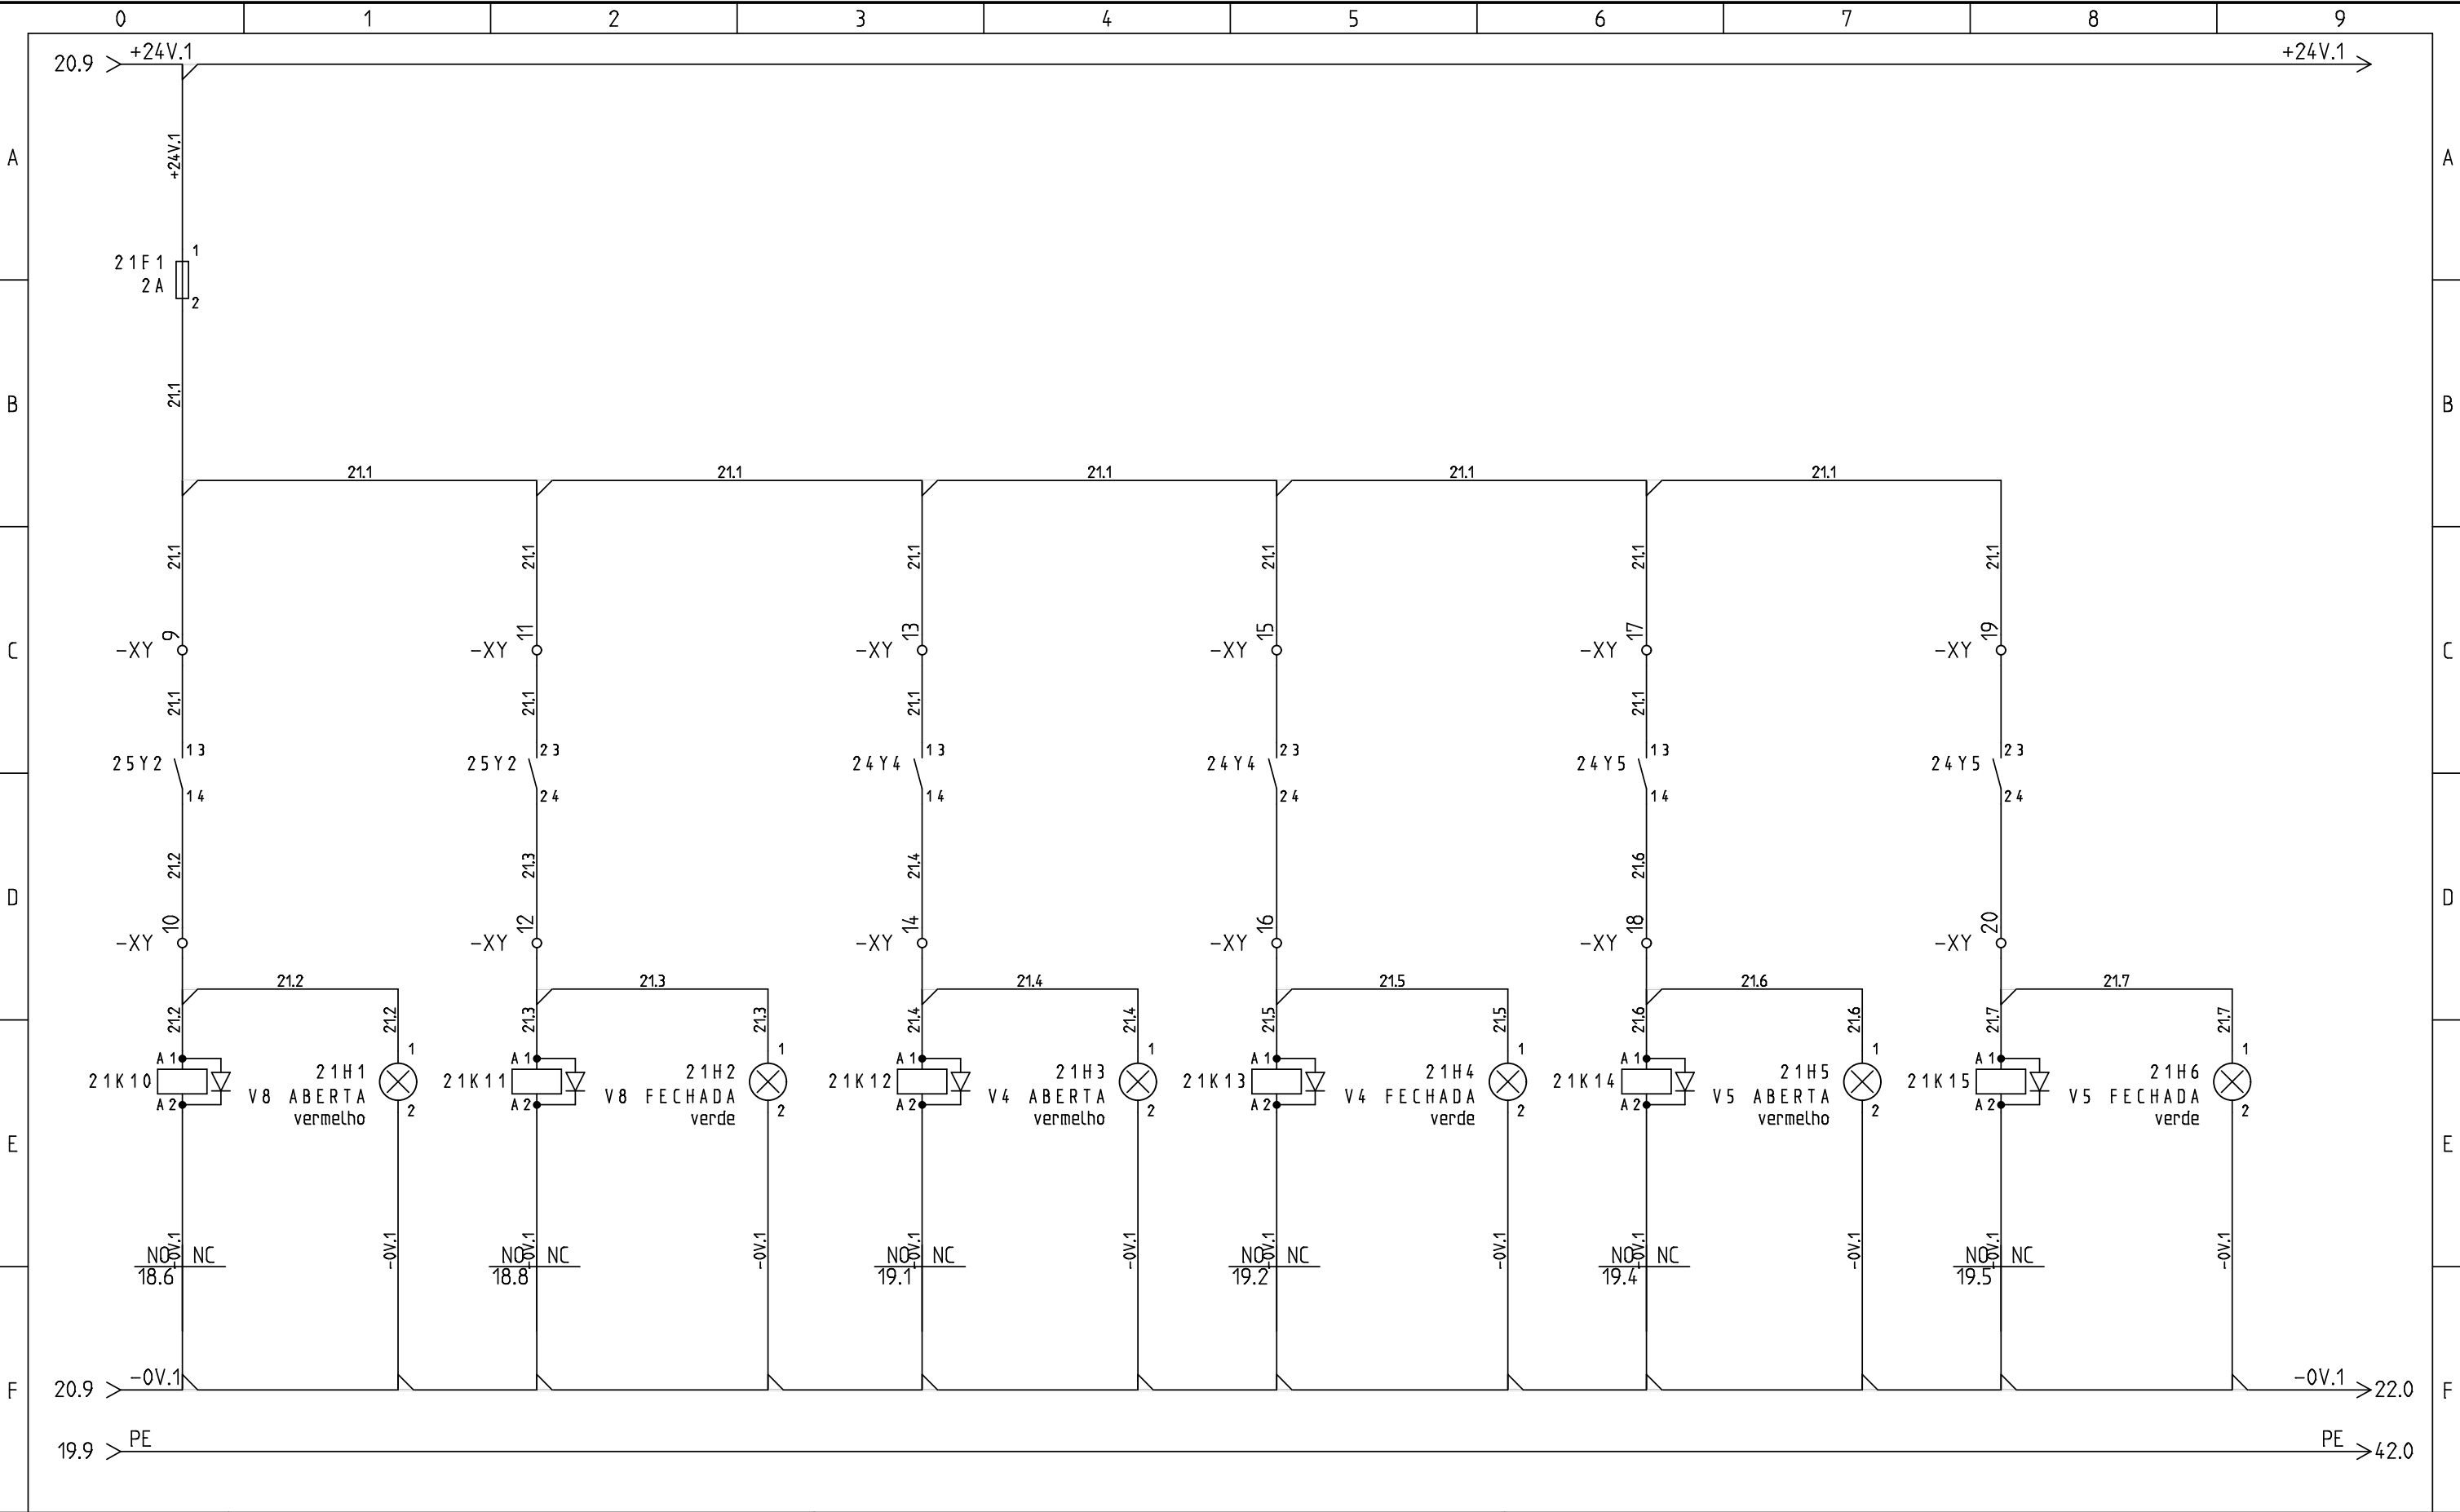 0 1 2 3 4 5 6 7 8 9
+24V.1 +24V.1
20.9
+24V.1
A A
1
21F1
2A
2
21.1
B B
21.1 21.1 21.1 21.1 21.1
21.1 21.1 21.1 21.1 21.1 21.1
9 11 13 15 17 19
C -XY -XY -XY -XY -XY -XY C
21.1 21.1 21.1 21.1
13 23 13 23 13 23
25Y2 25Y2 24Y4 24Y4 24Y5 24Y5
14 24 14 24 14 24
21.2 21.3 21.4 21.6
D D
10 12 14 16 18 20
-XY -XY -XY -XY -XY -XY
21.2 21.3 21.4 21.5 21.6 21.7
21.2 21.2 21.3 21.3 21.4 21.4 21.5 21.5 21.6 21.6 21.7 21.7
A1 1 A1 1 A1 1 A1 1 A1 1 A1 1
21K10 21H1 21K11 21H2 21K12 21H3 21K13 21H4 21K14 21H5 21K15 21H6
A2 V8 ABERTA 2 A2 V8 FECHADA 2 A2 V4 ABERTA 2 A2 V4 FECHADA 2 A2 V5 ABERTA 2 A2 V5 FECHADA 2
vermelho verde vermelho verde vermelho verde
E E
-0V.1 -0V.1 -0V.1 -0V.1 -0V.1 -0V.1 -0V.1 -0V.1 -0V.1 -0V.1 -0V.1 -0V.1
NO NC NO NC NO NC NO NC NO NC NO NC
18.6 18.8 19.1 19.2 19.4 19.5
-0V.1 -0V.1
F 20.9 22.0 F
PE PE
19.9 42.0